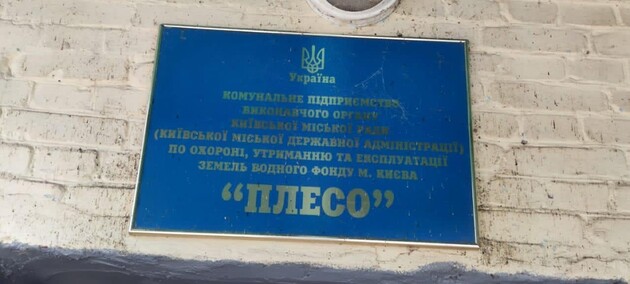 Україна
КОМУНАЛЬНЕ ПІДПРИЄМСТВО
ВИКОНАВЧОГО ОРГАНУ
КИЇВСЬКОЇ МІСЬКОЇ РАДИ
(КИЇВСЬКОЇ МІСЬКОЇ ДЕРЖАВНОЇ АДМІНІСТРАЦІЇ)
ПО ОХОРОНІ, УТРИМАННЮ ТА ЕКСПЛУАТАЦІЇ
ЗЕМЕЛЬ ВОДНОГО ФОНДУ М. КИЄВА
“ПЛЕСО”